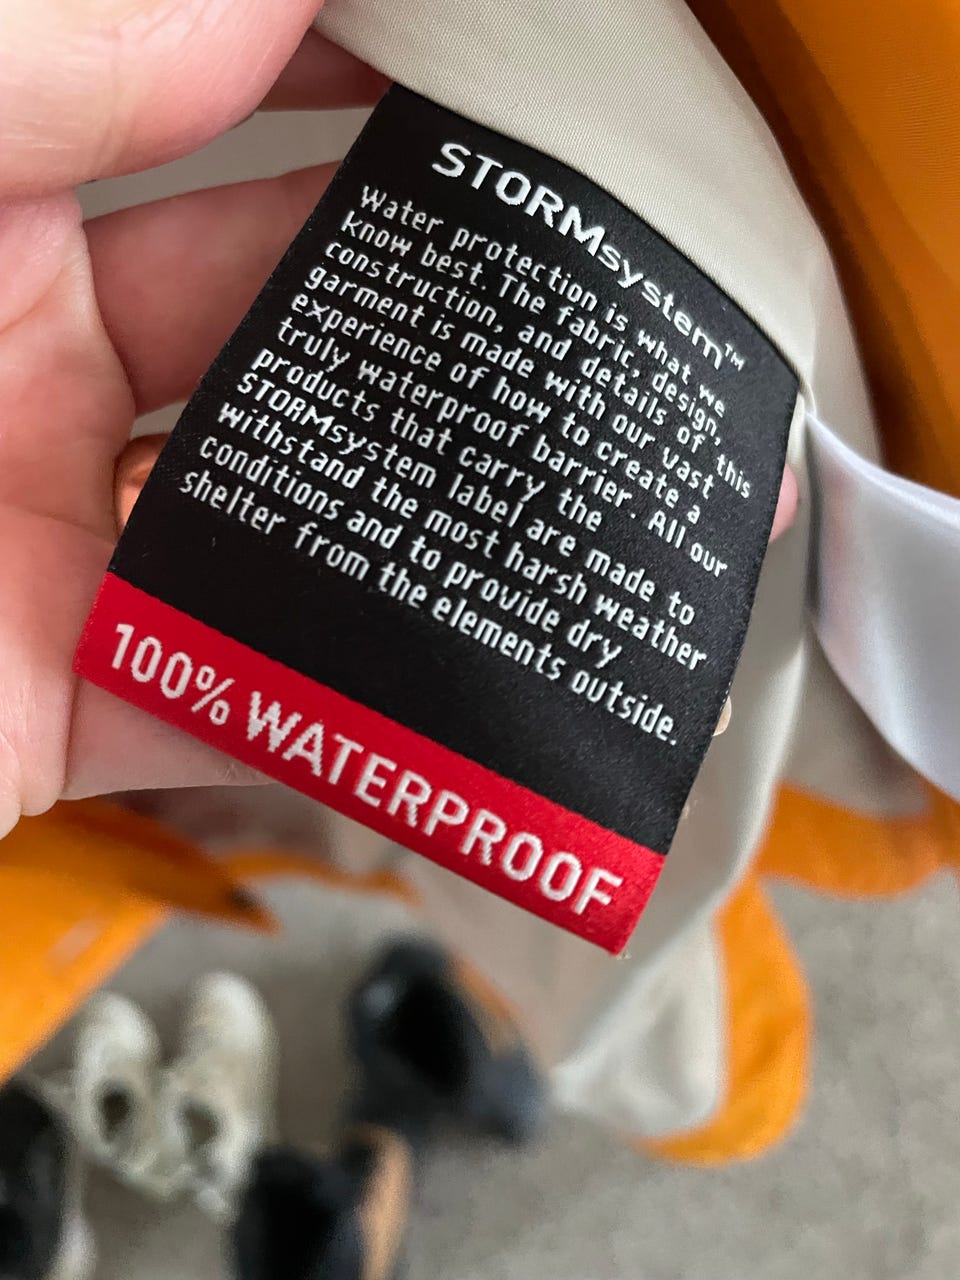 STORMsystem™
Water protection is what we
know best. The fabric, design,
construction, and details of this
garment is made with our vast
experience of how to create a
truly waterproof barrier. All our
products that carry the
STORMsystem label are made to
withstand the most harsh weather
conditions and to provide dry
shelter from the elements outside.
100% WATERPROOF